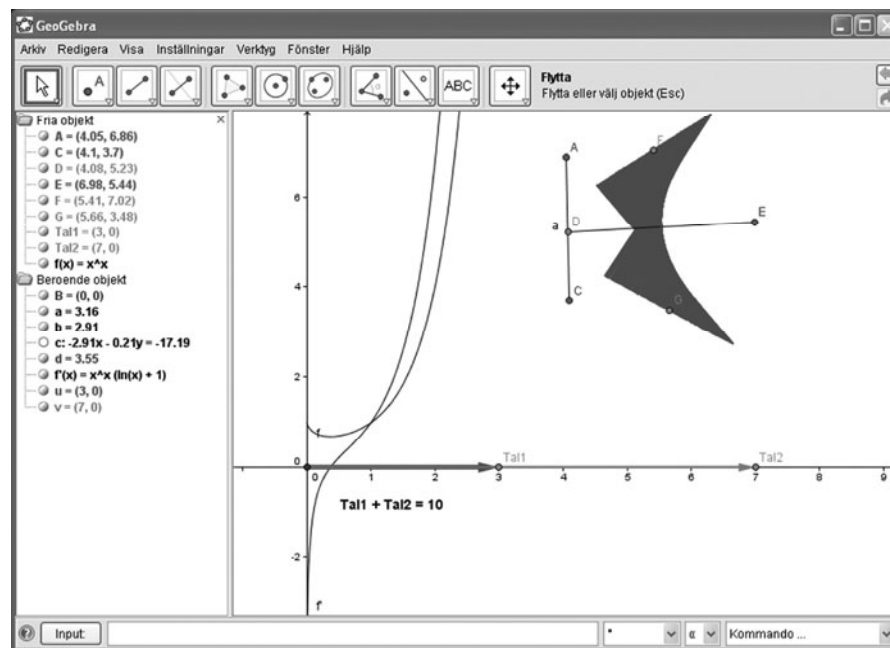 GeoGebra
Arkiv Redigera Visa Inställningar Verktyg Fönster Hjälp
A ABC
Flytta
Flytta eller välj objekt (Esc)
Fria objekt
A = (4.05, 6.86)
C = (4.1, 3.7)
D = (4.08, 5.23)
E = (6.98, 5.44)
F = (5.41, 7.02)
G = (5.66, 3.48)
Tal1 = (3, 0)
Tal2 = (7, 0)
f(x) = x^x
Beroende objekt
B = (0, 0)
a = 3.16
b = 2.91
c: -2.91x - 0.21y = -17.19
d = 3.55
f'(x) = x^x (ln(x) + 1)
u = (3, 0)
v = (7, 0)
F
A
6
E
a D
4
C
G
2
f
Tal1 Tal2
0
0 1 2 3 4 5 6 7 8 9
Tal1 + Tal2 = 10
-2
f'
Input:
α
Kommando ...